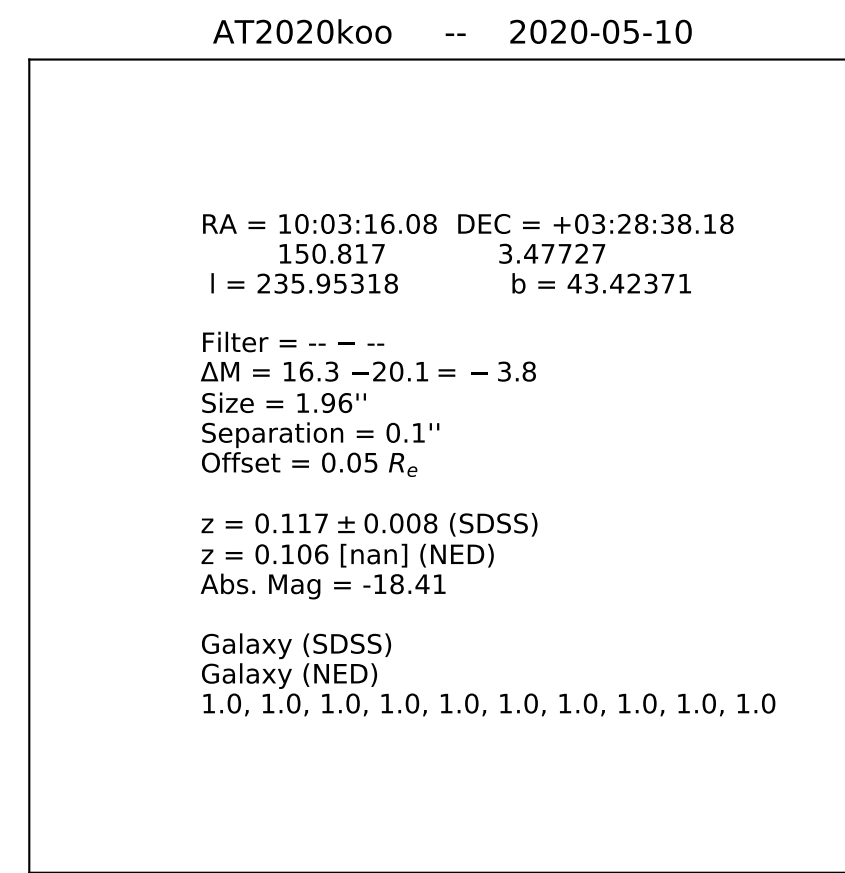 AT2020koo -- 2020-05-10
RA = 10:03:16.08 DEC = +03:28:38.18
150.817 3.47727
l = 235.95318 b = 43.42371
Filter = -- − --
ΔM = 16.3 −20.1 = − 3.8
Size = 1.96''
Separation = 0.1''
Offset = 0.05 Re
z = 0.117 ± 0.008 (SDSS)
z = 0.106 [nan] (NED)
Abs. Mag = -18.41
Galaxy (SDSS)
Galaxy (NED)
1.0, 1.0, 1.0, 1.0, 1.0, 1.0, 1.0, 1.0, 1.0, 1.0